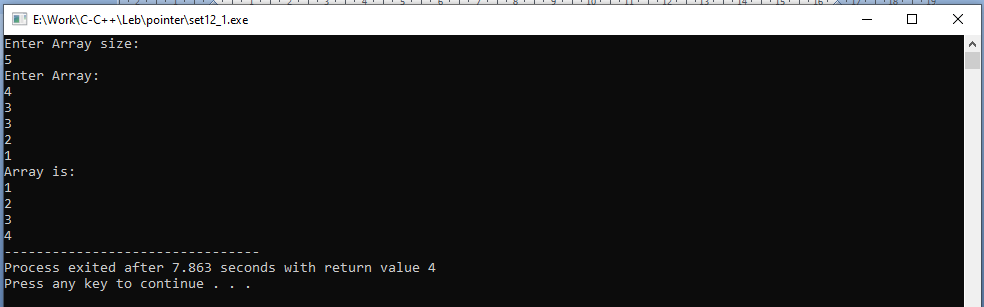 E:\Work\C-C++\Leb\pointer\set12_1.exe
Enter Array size:
5
Enter Array:
4
3
3
2
1
Array is:
1
2
3
4
--------------------------------
Process exited after 7.863 seconds with return value 4
Press any key to continue . . .